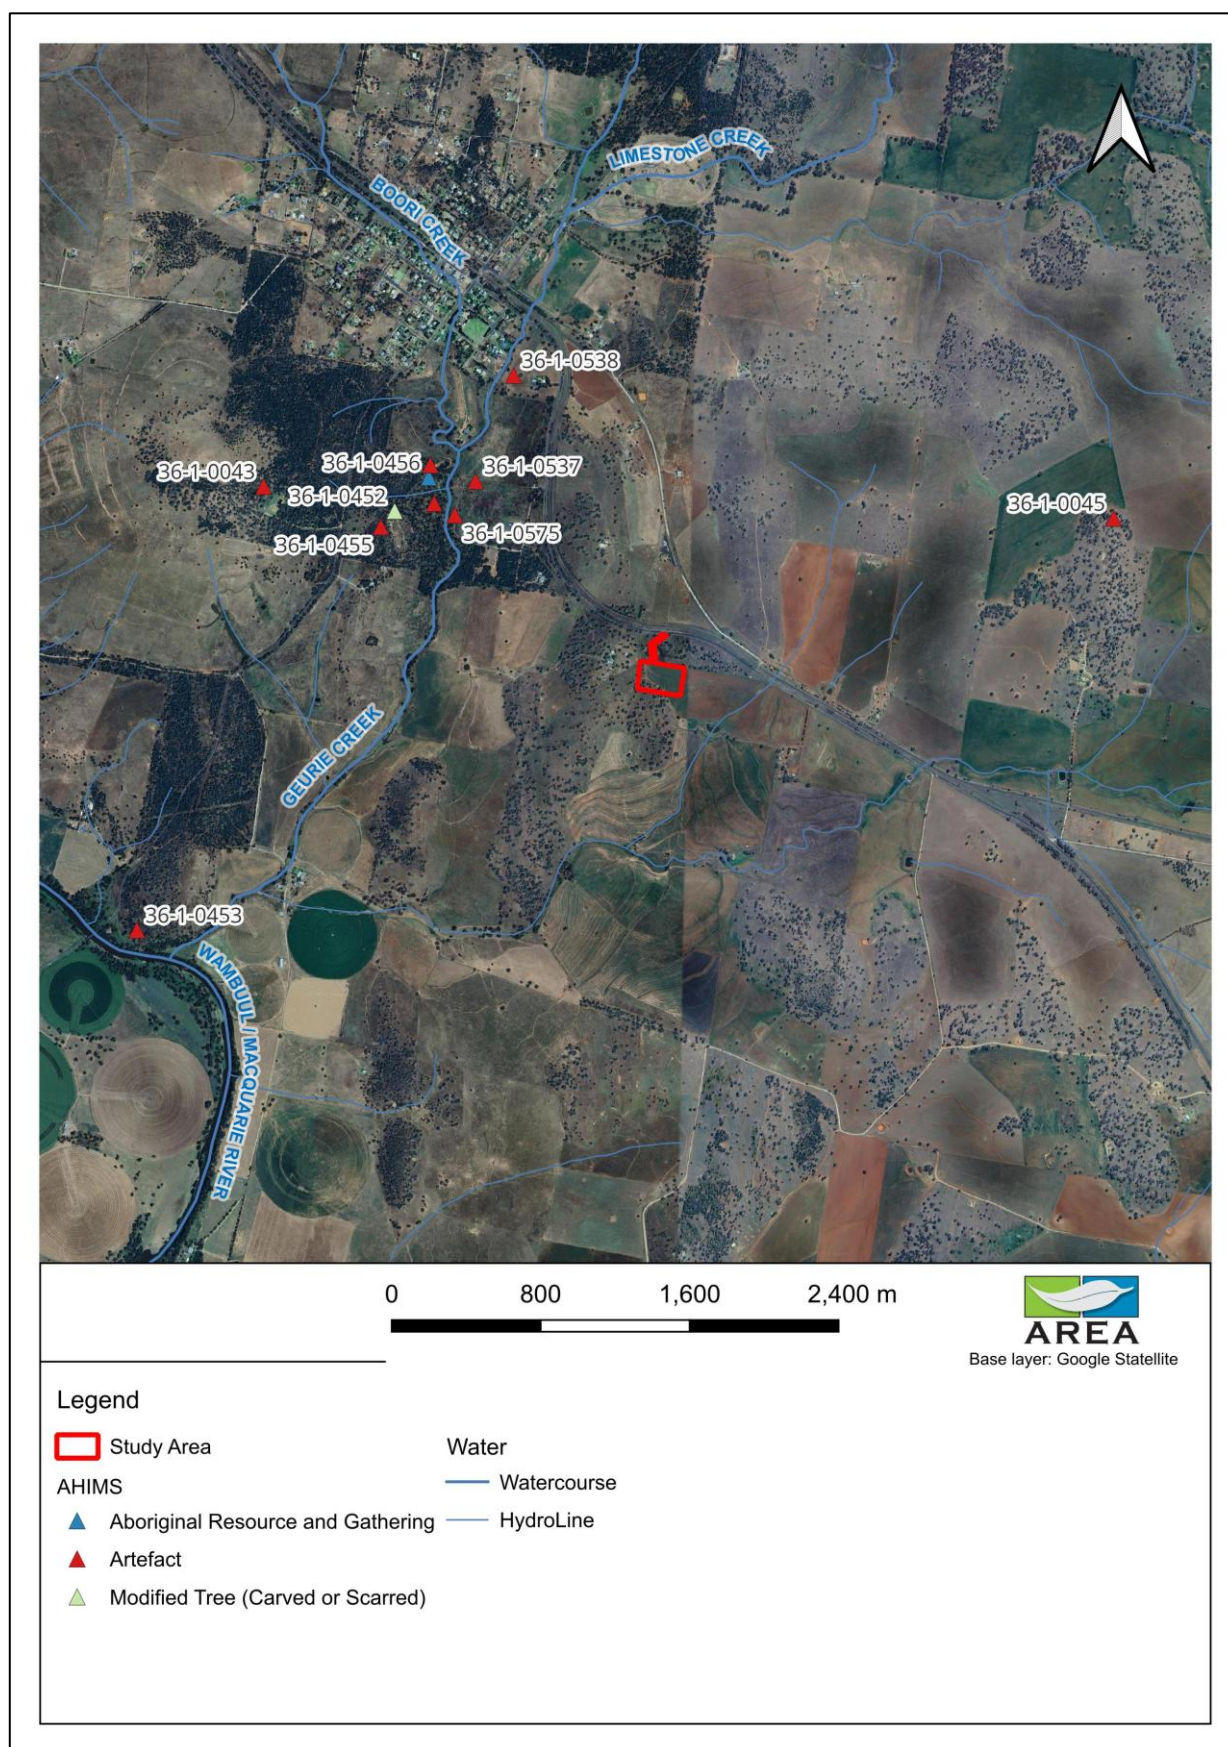 LIMESTONE CREEK
BOORI CREEK
36-1-0538
36-1-0043
36-1-0456
36-1-0537
36-1-0452
36-1-0045
36-1-0455
36-1-0575
GEURIE CREEK
36-1-0453
WAMBUUL / MACQUARIE RIVER
0 800 1,600 2,400 m
AREA
Base layer: Google Statellite
Legend
Study Area
AHIMS
Aboriginal Resource and Gathering
Artefact
Modified Tree (Carved or Scarred)
Water
Watercourse
HydroLine